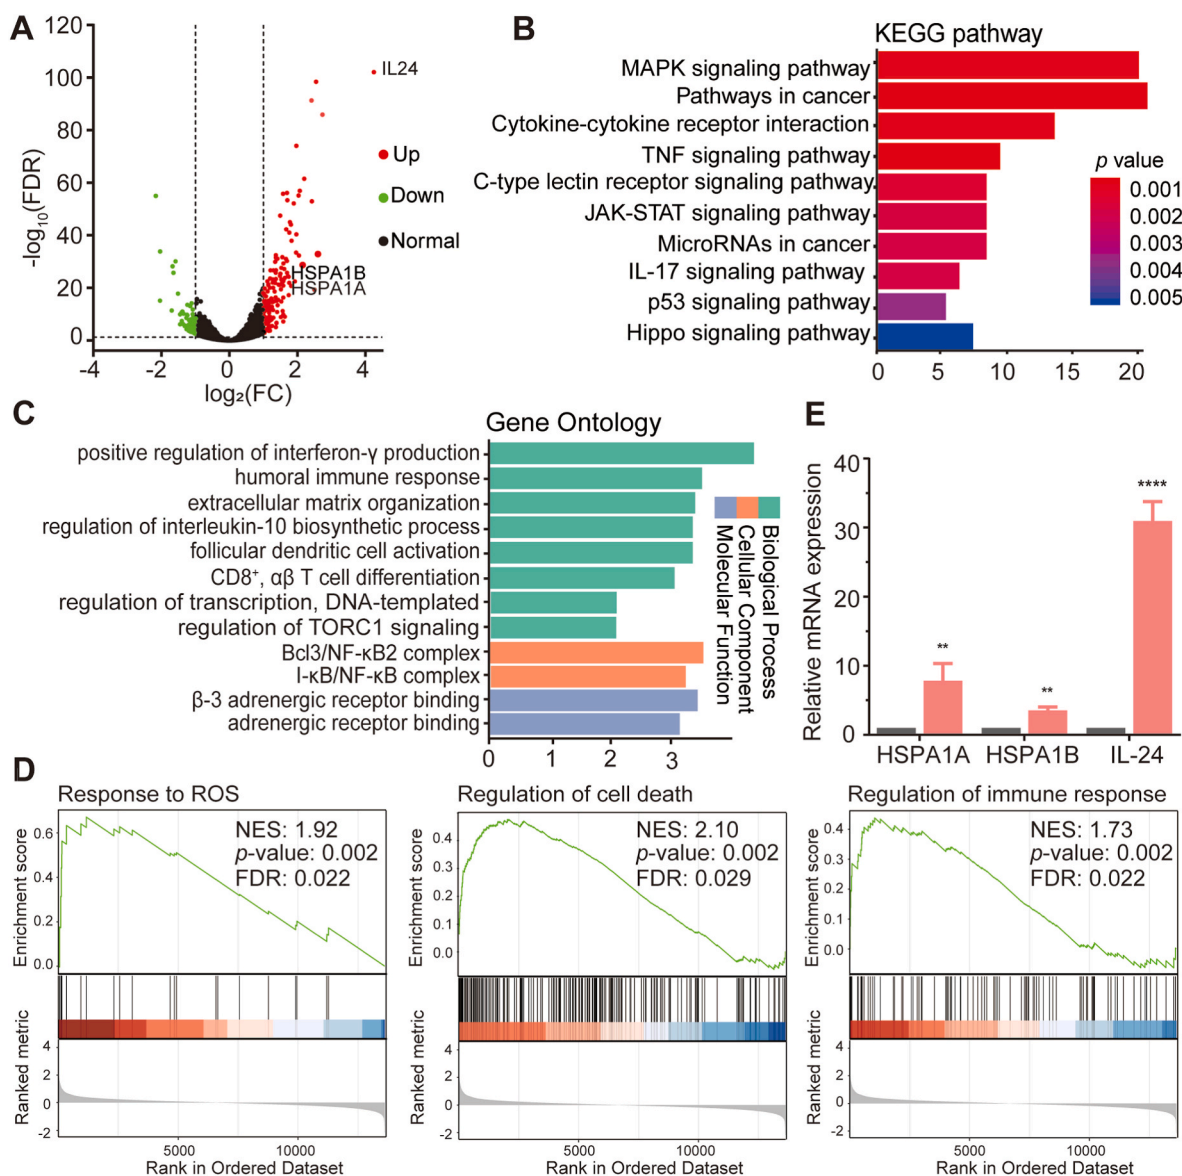 A
120
100
80
60
40
20
0
-log₁₀(FDR)
IL24
Up
Down
Normal
HSPA1B
HSPA1A
-4
-2
0
2
4
log₂(FC)
B
KEGG pathway
MAPK signaling pathway
Pathways in cancer
Cytokine-cytokine receptor interaction
TNF signaling pathway
C-type lectin receptor signaling pathway
JAK-STAT signaling pathway
MicroRNAs in cancer
IL-17 signaling pathway
p53 signaling pathway
Hippo signaling pathway
0
5
10
15
20
p value
0.001
0.002
0.003
0.004
0.005
C
Gene Ontology
positive regulation of interferon-γ production
humoral immune response
extracellular matrix organization
regulation of interleukin-10 biosynthetic process
follicular dendritic cell activation
CD8⁺, αβ T cell differentiation
regulation of transcription, DNA-templated
regulation of TORC1 signaling
Bcl3/NF-κB2 complex
I-κB/NF-κB complex
β-3 adrenergic receptor binding
adrenergic receptor binding
0
1
2
3
Biological Process
Cellular Component
Molecular Function
E
Relative mRNA expression
40
30
20
10
0
**
**
****
HSPA1A
HSPA1B
IL-24
D
Response to ROS
NES: 1.92
p-value: 0.002
FDR: 0.022
Enrichment score
0.6
0.4
0.2
0.0
Ranked metric
4
2
0
-2
5000
10000
Rank in Ordered Dataset
Regulation of cell death
NES: 2.10
p-value: 0.002
FDR: 0.029
Enrichment score
0.4
0.3
0.2
0.1
0.0
Ranked metric
4
2
0
-2
5000
10000
Rank in Ordered Dataset
Regulation of immune response
NES: 1.73
p-value: 0.002
FDR: 0.022
Enrichment score
0.4
0.3
0.2
0.1
0.0
Ranked metric
4
2
0
-2
5000
10000
Rank in Ordered Dataset